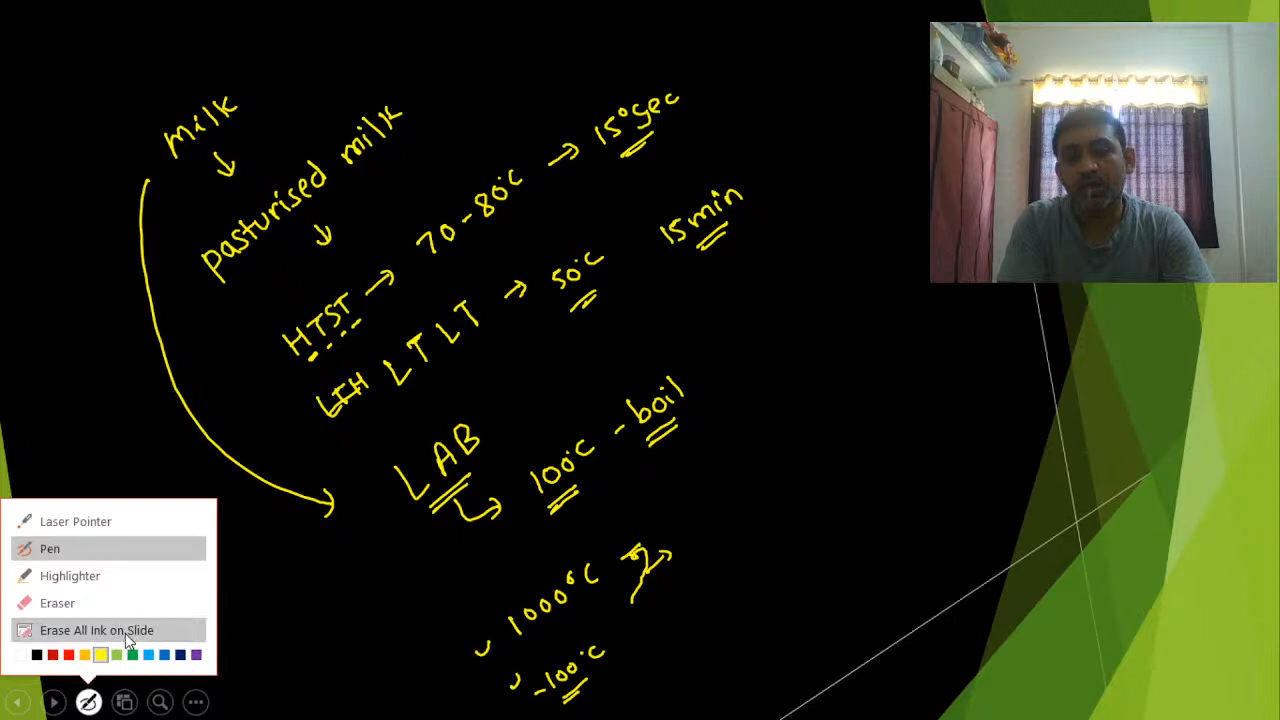 milk
↓
pasturised milk
↓
HTST → 70-80°C → 15°sec
LTLT → 50°C 15min
LAB
100°C - boil
1000°C
-100°C
Laser Pointer
Pen
Highlighter
Eraser
Erase All Ink on Slide